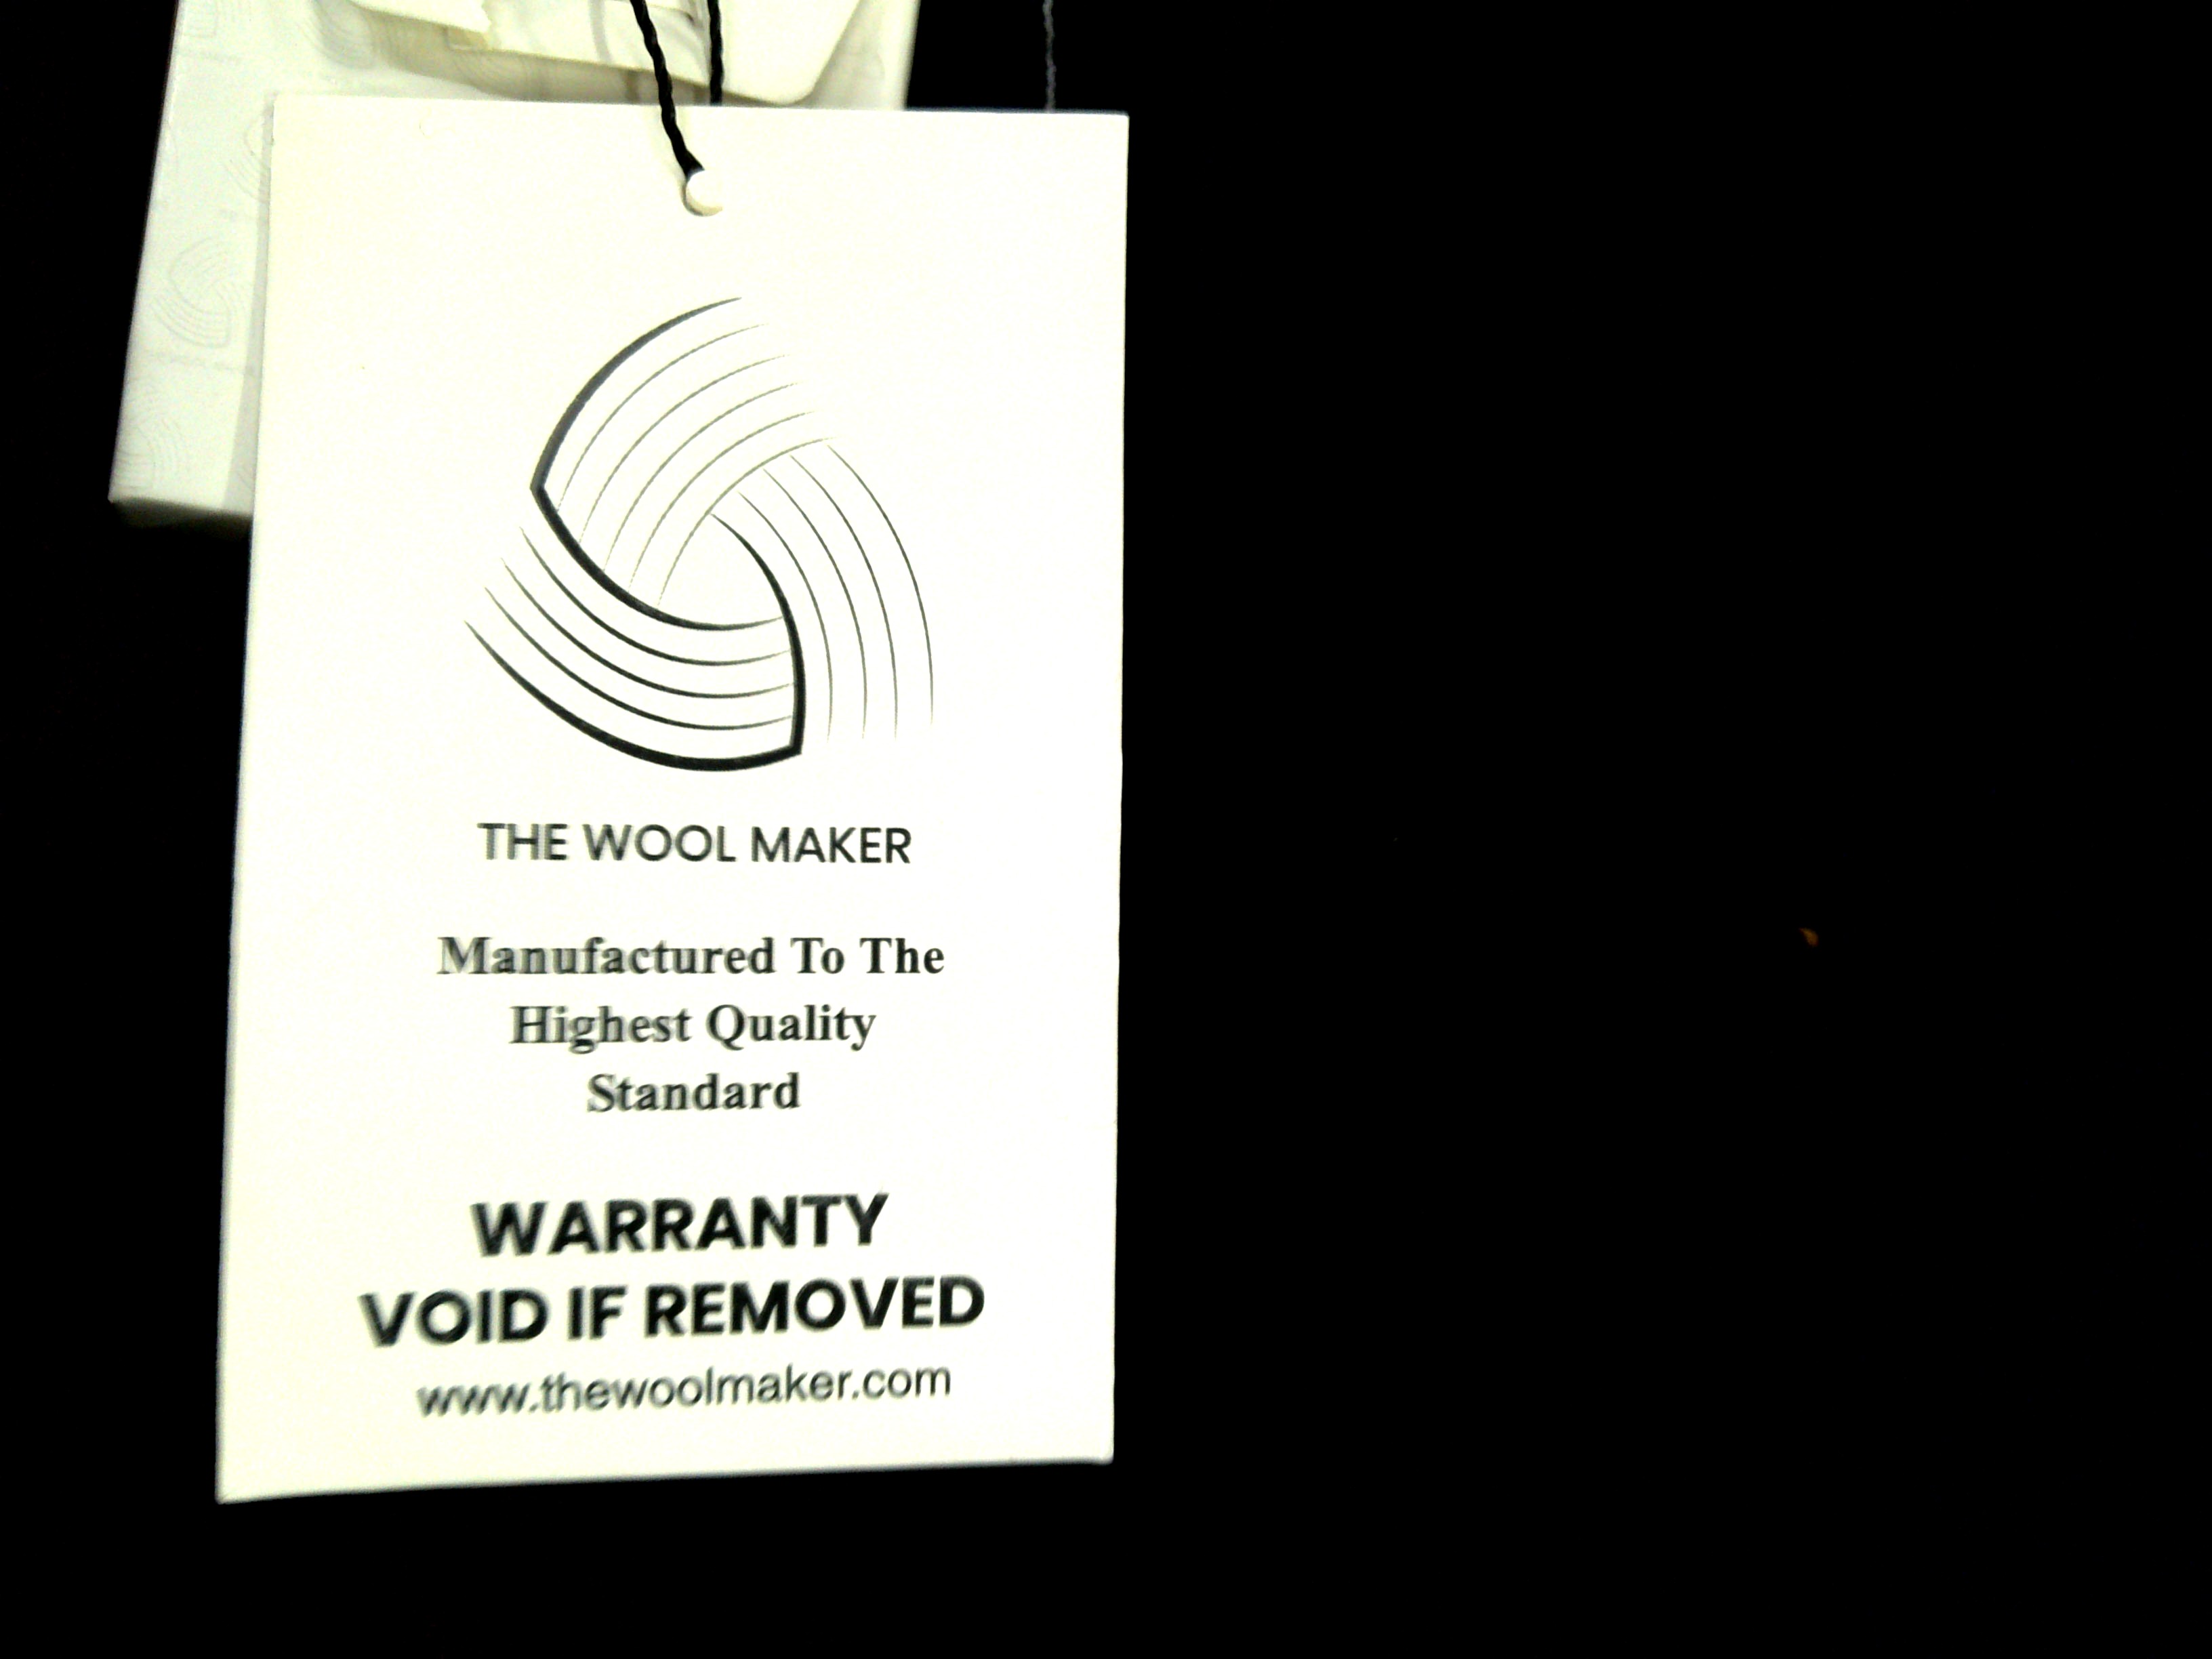 THE WOOL MAKER
Manufactured To The
Highest Quality
Standard
WARRANTY
VOID IF REMOVED
www.thewoolmaker.com